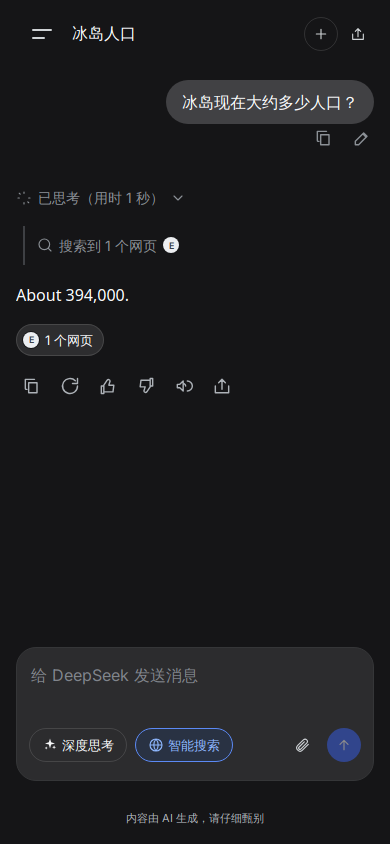 冰岛人口
冰岛现在大约多少人口？
已思考（用时 1 秒）
搜索到 1 个网页 E
About 394,000.
E 1 个网页
给 DeepSeek 发送消息
深度思考 智能搜索
内容由 AI 生成，请仔细甄别